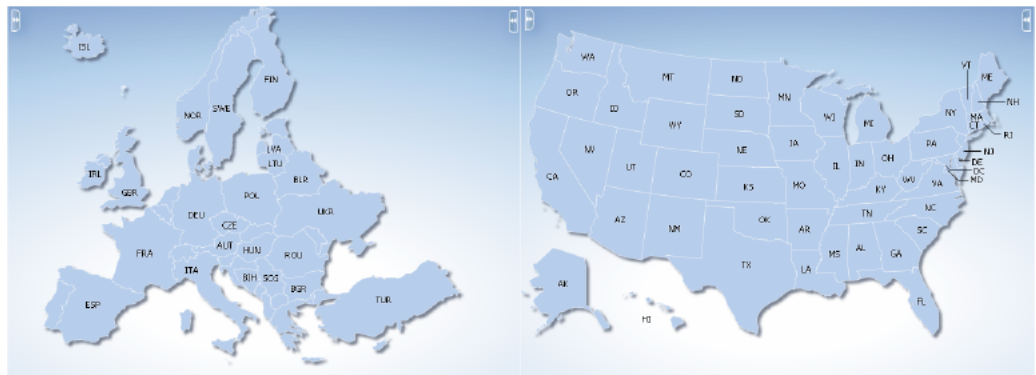 ISL
FIN
NOR
SWE
LVA
LTU
IRL
GBR
BLR
POL
DEU
UKR
CZE
FRA
AUT
HUN
ROU
ITA
BIH
SOS
BGR
ESP
TUR
WA
MT
ND
MN
VT
ME
OR
ID
SD
WI
MI
NY
NH
MA
CT
RI
WY
IA
NE
PA
NJ
NV
UT
CO
IL
IN
OH
DE
DC
MD
CA
KS
MO
WV
VA
KY
AZ
NM
OK
AR
TN
NC
SC
TX
LA
MS
AL
GA
AK
HI
FL